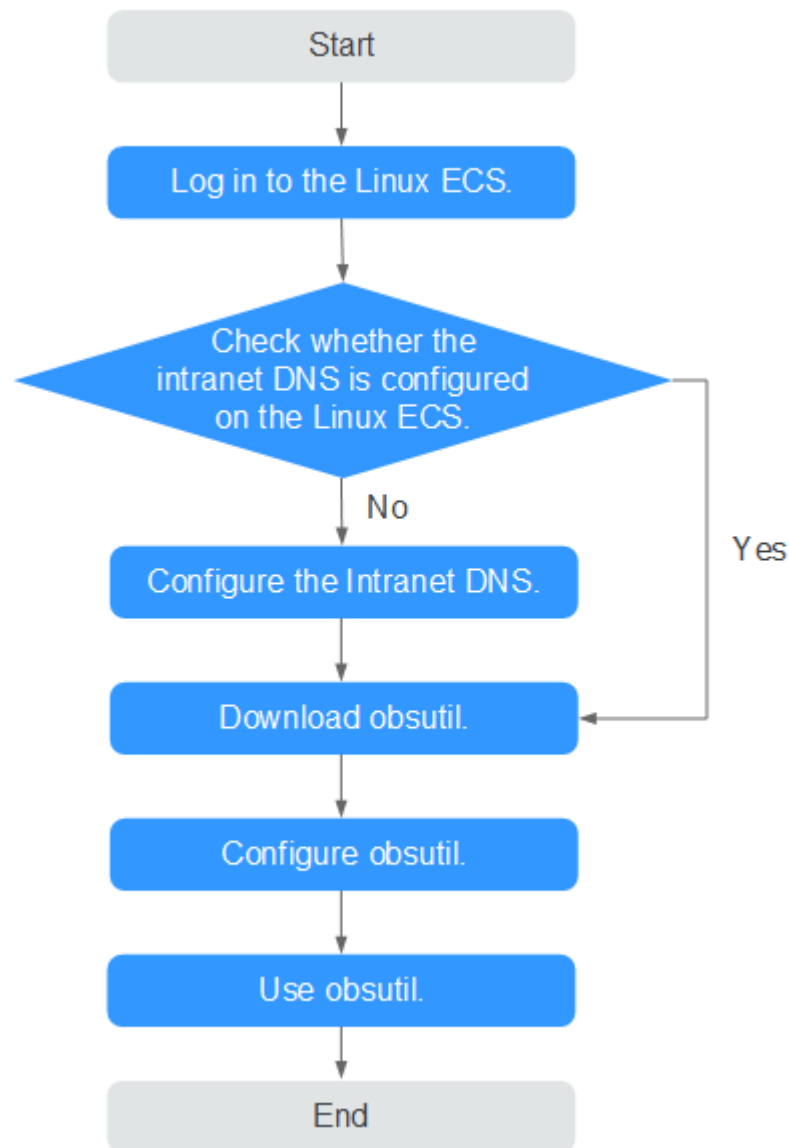 Start
Log in to the Linux ECS.
Check whether the
intranet DNS is configured
on the Linux ECS.
No
Yes
Configure the Intranet DNS.
Download obsutil.
Configure obsutil.
Use obsutil.
End